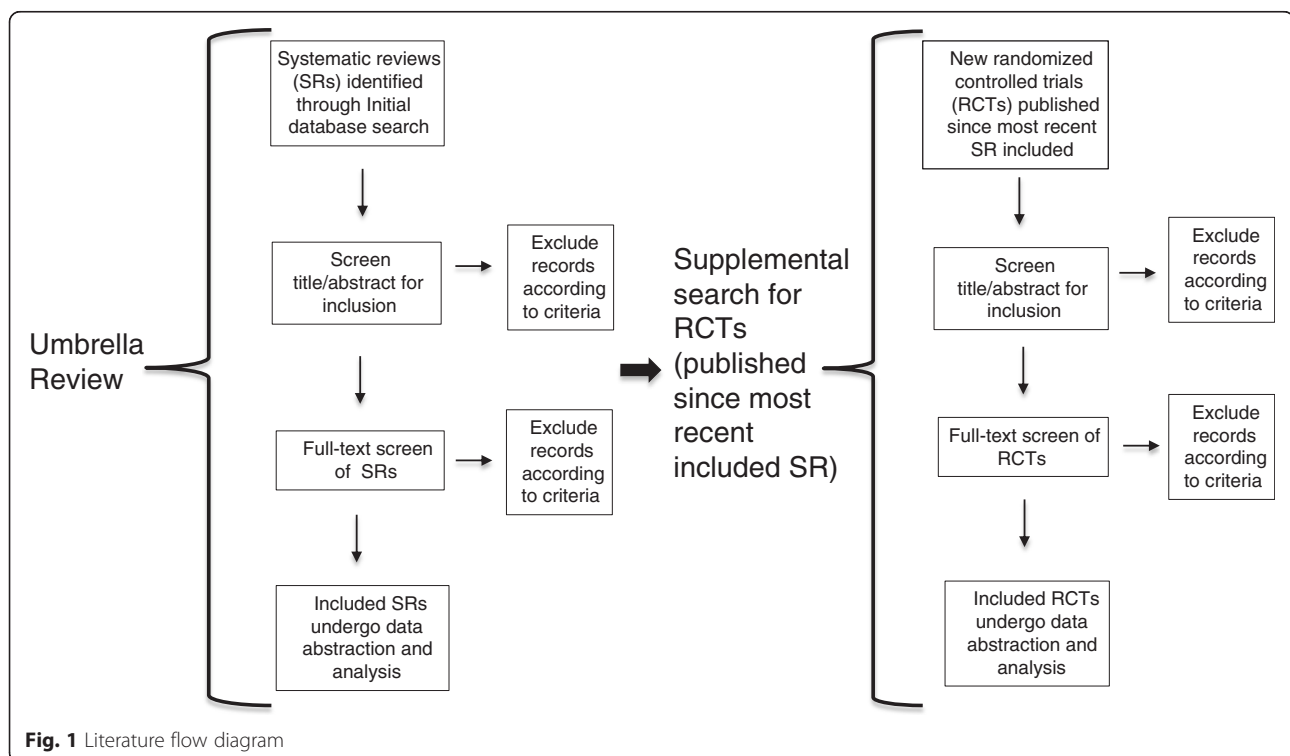 Umbrella
Review
Systematic reviews
(SRs) identified
through Initial
database search
Screen
title/abstract for
inclusion
Exclude
records
according
to criteria
Full-text screen
of SRs
Exclude
records
according
to criteria
Included SRs
undergo data
abstraction and
analysis
Supplemental
search for
RCTs
(published
since most
recent
included SR)
New randomized
controlled trials
(RCTs) published
since most recent
SR included
Screen
title/abstract for
inclusion
Exclude
records
according
to criteria
Full-text screen of
RCTs
Exclude
records
according
to criteria
Included RCTs
undergo data
abstraction and
analysis
Fig. 1 Literature flow diagram